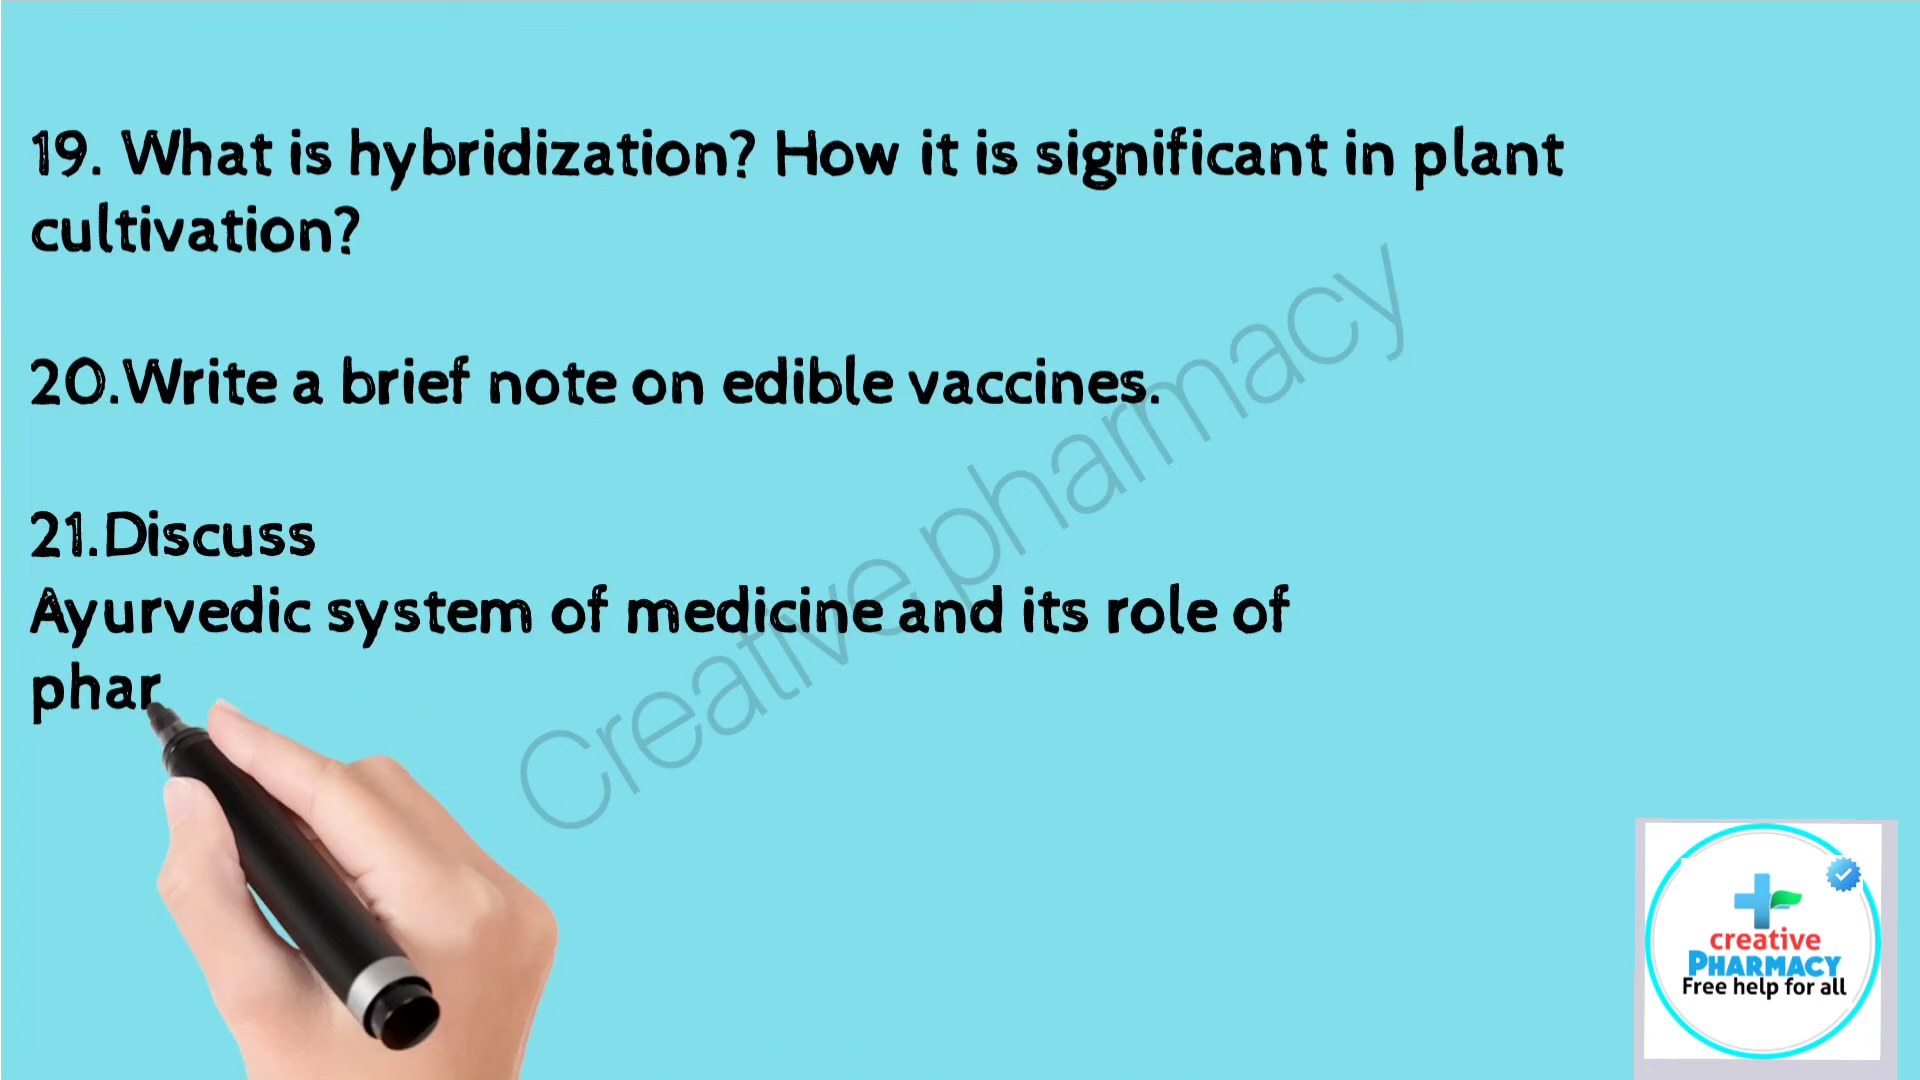 19. What is hybridization? How it is significant in plant
cultivation?
20.Write a brief note on edible vaccines.
21.Discuss
Ayurvedic system of medicine and its role of
phar
Creative pharmacy
creative
PHARMACY
Free help for all